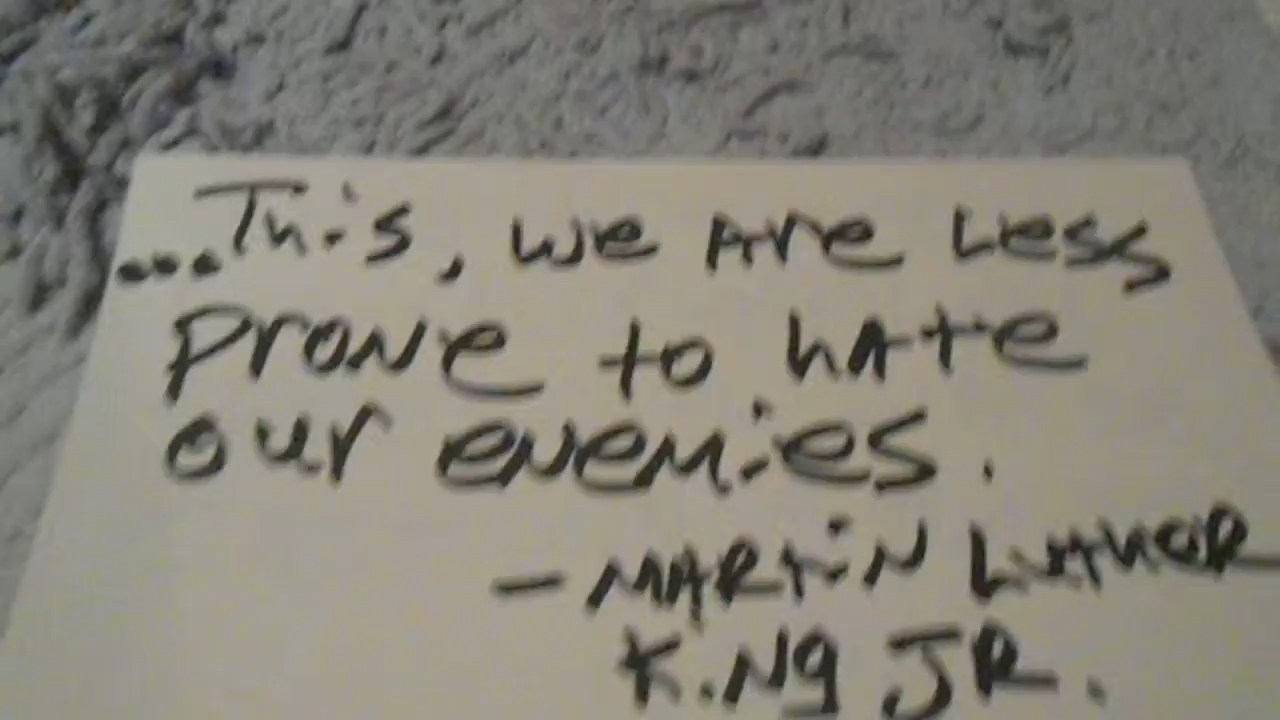 ...This, we are less
prone to hate
our enemies.
- MARTIN LUTHER
KiNg JR.